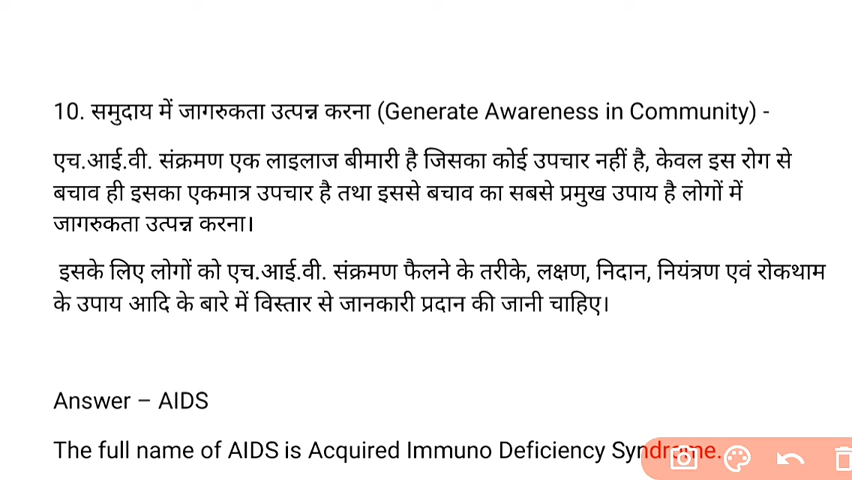 10. समुदाय में जागरुकता उत्पन्न करना (Generate Awareness in Community) -
एच.आई.वी. संक्रमण एक लाइलाज बीमारी है जिसका कोई उपचार नहीं है, केवल इस रोग से
बचाव ही इसका एकमात्र उपचार है तथा इससे बचाव का सबसे प्रमुख उपाय है लोगों में
जागरुकता उत्पन्न करना।
इसके लिए लोगों को एच.आई.वी. संक्रमण फैलने के तरीके, लक्षण, निदान, नियंत्रण एवं रोकथाम
के उपाय आदि के बारे में विस्तार से जानकारी प्रदान की जानी चाहिए।
Answer – AIDS
The full name of AIDS is Acquired Immuno Deficiency Syndrome.